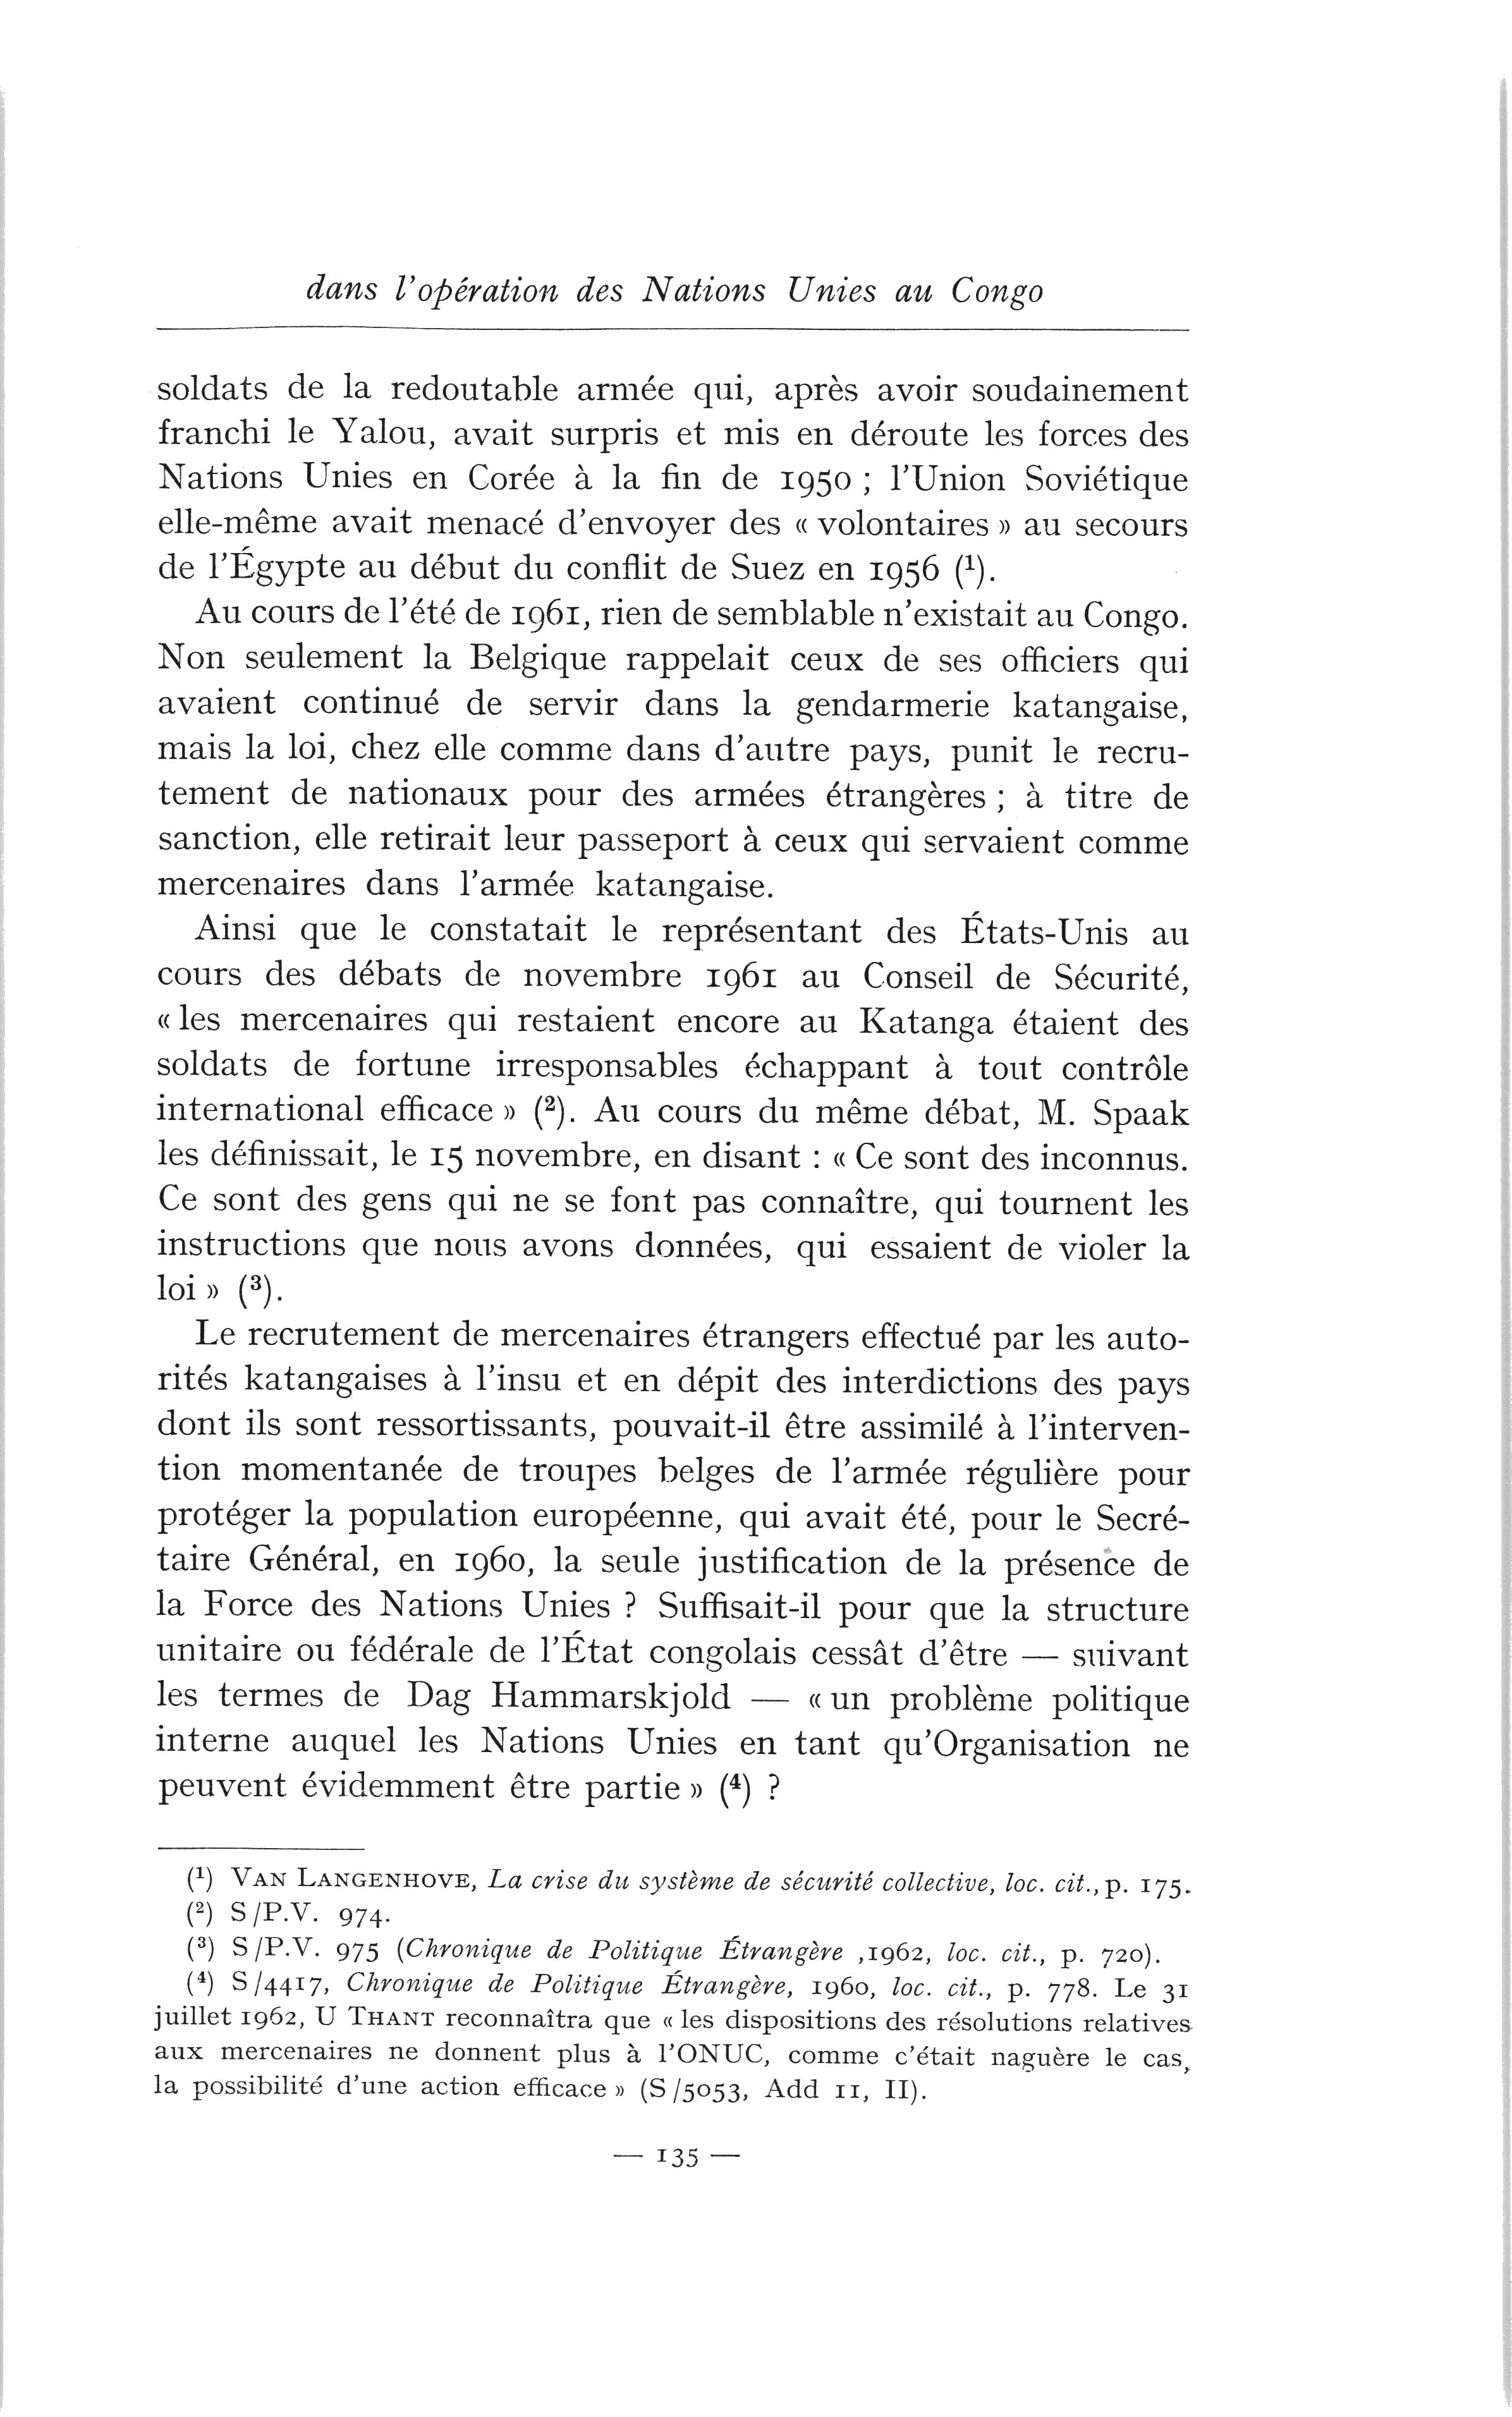 dans l'opération des Nations Unies au Congo
soldats de la redoutable armée qui, après avoir soudainement
franchi le Yalou, avait surpris et mis en déroute les forces des
Nations Unies en Corée à la fin de 1950 ; l'Union Soviétique
elle-même avait menacé d'envoyer des « volontaires » au secours
de l'Égypte au début du conflit de Suez en 1956 (¹).
Au cours de l'été de 1961, rien de semblable n'existait au Congo.
Non seulement la Belgique rappelait ceux de ses officiers qui
avaient continué de servir dans la gendarmerie katangaise,
mais la loi, chez elle comme dans d'autre pays, punit le recru-
tement de nationaux pour des armées étrangères ; à titre de
sanction, elle retirait leur passeport à ceux qui servaient comme
mercenaires dans l'armée katangaise.
Ainsi que le constatait le représentant des États-Unis au
cours des débats de novembre 1961 au Conseil de Sécurité,
« les mercenaires qui restaient encore au Katanga étaient des
soldats de fortune irresponsables échappant à tout contrôle
international efficace » (²). Au cours du même débat, M. Spaak
les définissait, le 15 novembre, en disant : « Ce sont des inconnus.
Ce sont des gens qui ne se font pas connaître, qui tournent les
instructions que nous avons données, qui essaient de violer la
loi » (³).
Le recrutement de mercenaires étrangers effectué par les auto-
rités katangaises à l'insu et en dépit des interdictions des pays
dont ils sont ressortissants, pouvait-il être assimilé à l'interven-
tion momentanée de troupes belges de l'armée régulière pour
protéger la population européenne, qui avait été, pour le Secré-
taire Général, en 1960, la seule justification de la présence de
la Force des Nations Unies ? Suffisait-il pour que la structure
unitaire ou fédérale de l'État congolais cessât d'être — suivant
les termes de Dag Hammarskjold — « un problème politique
interne auquel les Nations Unies en tant qu'Organisation ne
peuvent évidemment être partie » (⁴) ?
(¹) VAN LANGENHOVE, La crise du système de sécurité collective, loc. cit., p. 175.
(²) S/P.V. 974.
(³) S/P.V. 975 (Chronique de Politique Étrangère ,1962, loc. cit., p. 720).
(⁴) S/4417, Chronique de Politique Étrangère, 1960, loc. cit., p. 778. Le 31
juillet 1962, U THANT reconnaîtra que « les dispositions des résolutions relatives
aux mercenaires ne donnent plus à l'ONUC, comme c'était naguère le cas,
la possibilité d'une action efficace » (S/5053, Add 11, II).
— 135 —